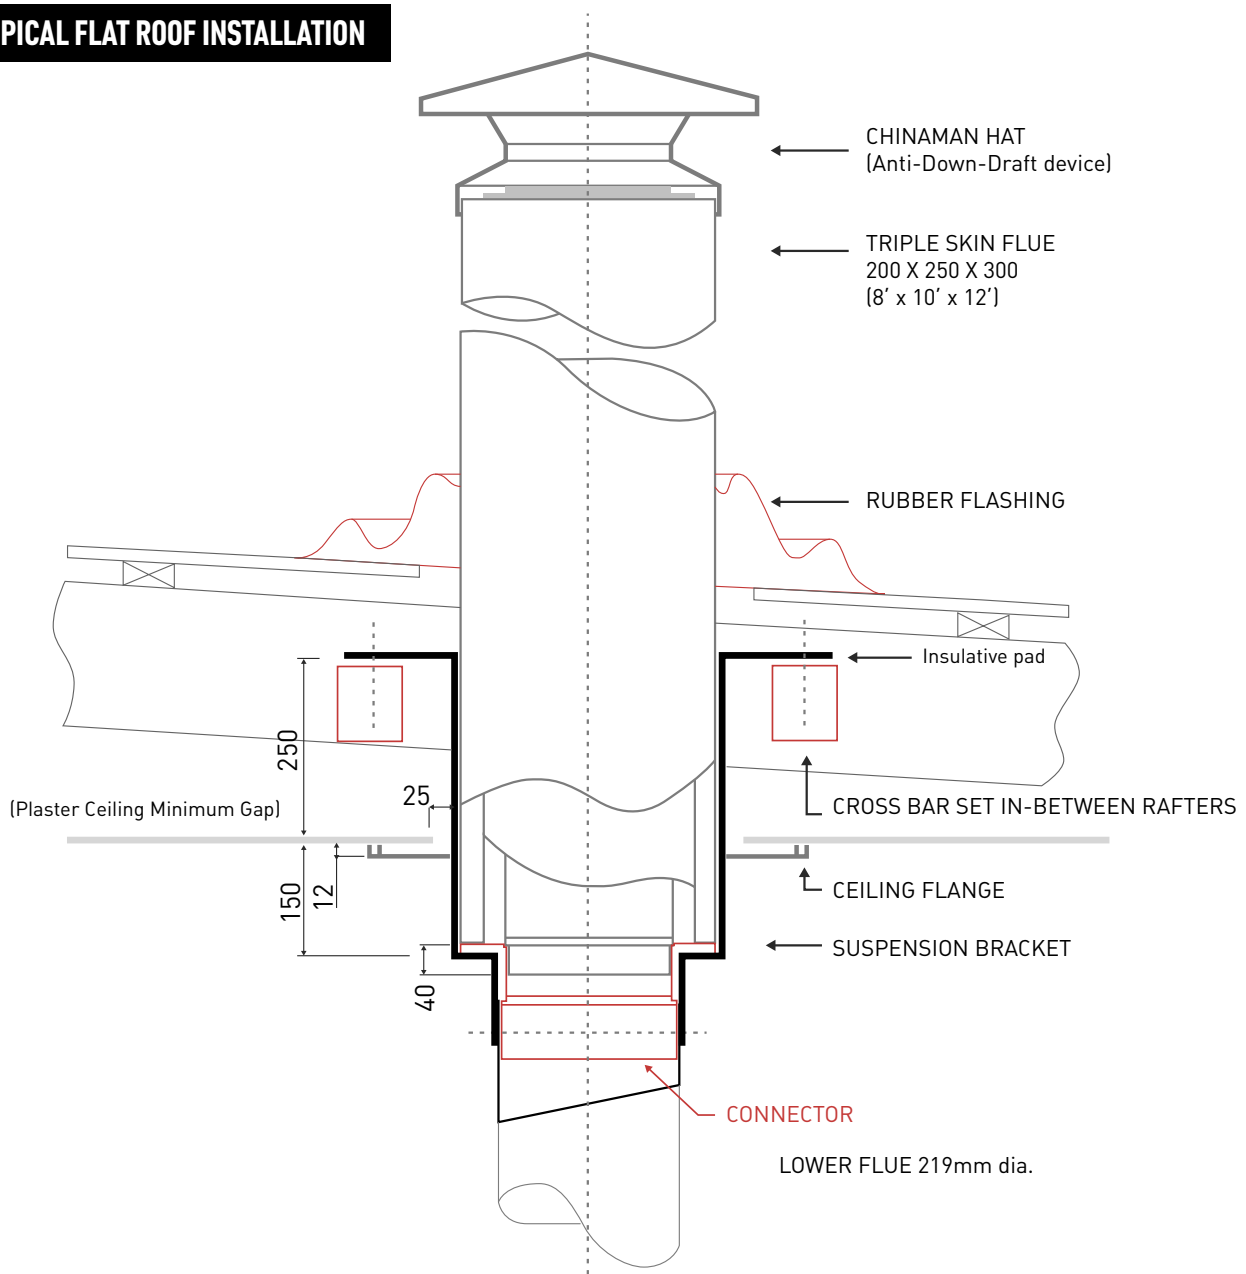 PICAL FLAT ROOF INSTALLATION
CHINAMAN HAT
(Anti-Down-Draft device)
TRIPLE SKIN FLUE
200 X 250 X 300
(8’ x 10’ x 12’)
RUBBER FLASHING
Insulative pad
250
25
(Plaster Ceiling Minimum Gap)
CROSS BAR SET IN-BETWEEN RAFTERS
150
12
CEILING FLANGE
SUSPENSION BRACKET
40
CONNECTOR
LOWER FLUE 219mm dia.